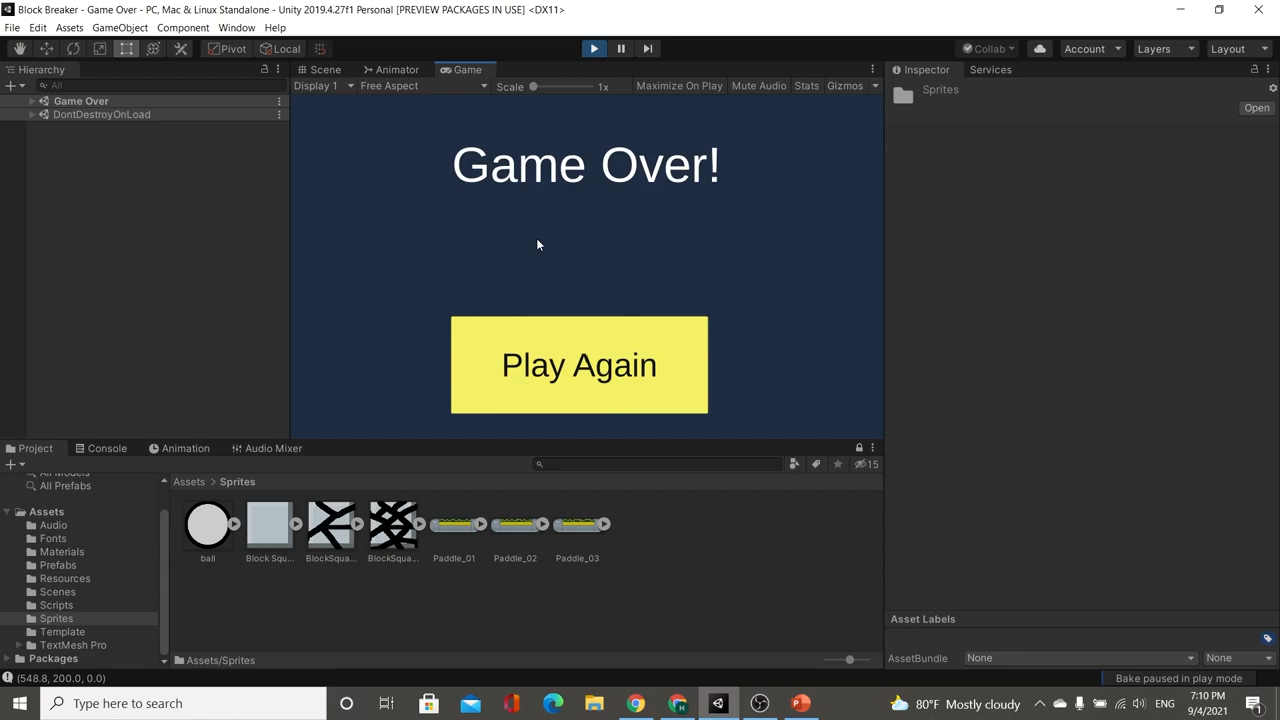 Block Breaker - Game Over - PC, Mac & Linux Standalone - Unity 2019.4.27f1 Personal [PREVIEW PACKAGES IN USE] <DX11>
File Edit Assets GameObject Component Window Help
Pivot Local Collab Account Layers Layout
Hierarchy Scene Animator Game Inspector Services
All Display 1 Free Aspect Scale 1x Maximize On Play Mute Audio Stats Gizmos
Sprites
Open
Game Over
DontDestroyOnLoad
Game Over!
Play Again
Project Console Animation Audio Mixer
15
All Models
All Prefabs
Assets > Sprites
Assets
Audio
Fonts
Materials
Prefabs
Resources
Scenes
Scripts
Sprites
Template
TextMesh Pro
Packages
ball Block Squ... BlockSqua... BlockSqua... Paddle_01 Paddle_02 Paddle_03
Assets/Sprites
Asset Labels
AssetBundle None None
(548.8, 200.0, 0.0)
Bake paused in play mode
Type here to search
80°F Mostly cloudy
ENG
7:10 PM
9/4/2021